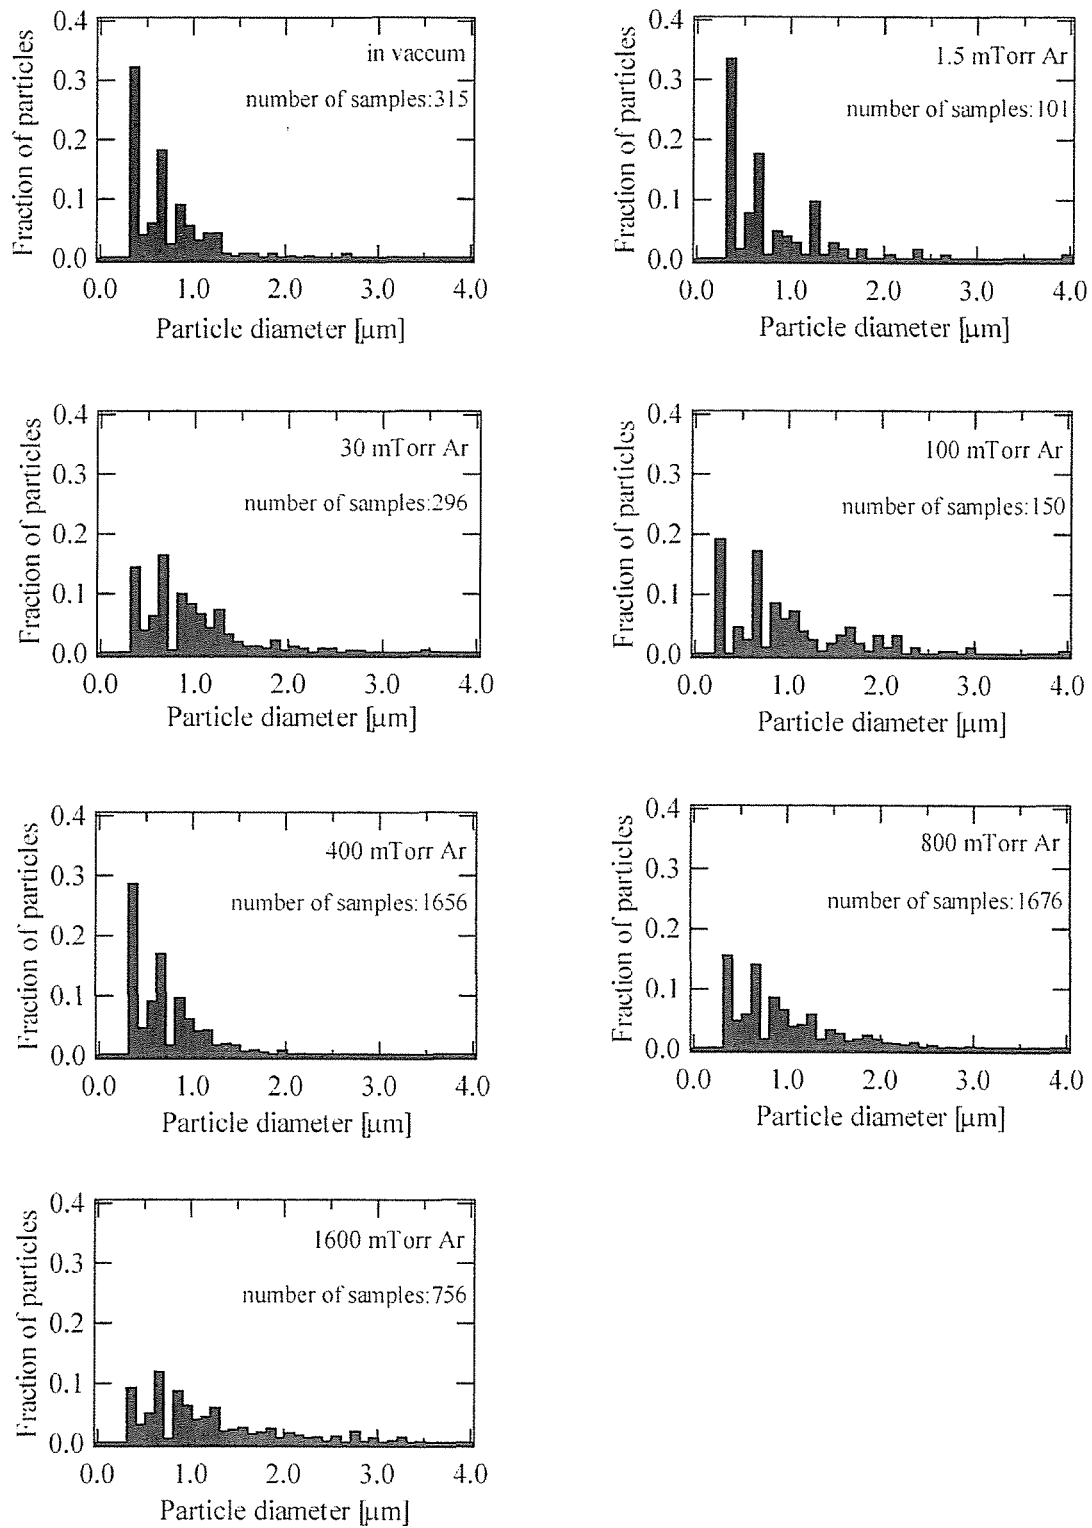 0.4
in vaccum
0.3
number of samples:315
0.2
0.1
0.0
Fraction of particles
0.0 1.0 2.0 3.0 4.0
Particle diameter [μm]
0.4
1.5 mTorr Ar
0.3
number of samples:101
0.2
0.1
0.0
Fraction of particles
0.0 1.0 2.0 3.0 4.0
Particle diameter [μm]
0.4
30 mTorr Ar
0.3
number of samples:296
0.2
0.1
0.0
Fraction of particles
0.0 1.0 2.0 3.0 4.0
Particle diameter [μm]
0.4
100 mTorr Ar
0.3
number of samples:150
0.2
0.1
0.0
Fraction of particles
0.0 1.0 2.0 3.0 4.0
Particle diameter [μm]
0.4
400 mTorr Ar
0.3
number of samples:1656
0.2
0.1
0.0
Fraction of particles
0.0 1.0 2.0 3.0 4.0
Particle diameter [μm]
0.4
800 mTorr Ar
0.3
number of samples:1676
0.2
0.1
0.0
Fraction of particles
0.0 1.0 2.0 3.0 4.0
Particle diameter [μm]
0.4
1600 mTorr Ar
0.3
number of samples:756
0.2
0.1
0.0
Fraction of particles
0.0 1.0 2.0 3.0 4.0
Particle diameter [μm]